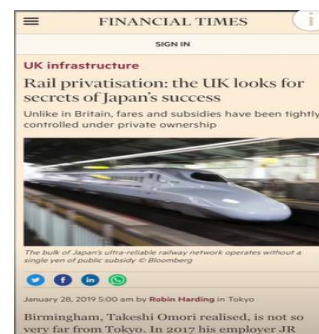 FINANCIAL TIMES
i
SIGN IN
UK infrastructure
Rail privatisation: the UK looks for
secrets of Japan's success
Unlike in Britain, fares and subsidies have been tightly
controlled under private ownership
The bulk of Japan's ultra-reliable railway network operates without a
single yen of public subsidy © Bloomberg
January 28, 2019 5:00 am by Robin Harding in Tokyo
Birmingham, Takeshi Omori realised, is not so
very far from Tokyo. In 2017 his employer JR